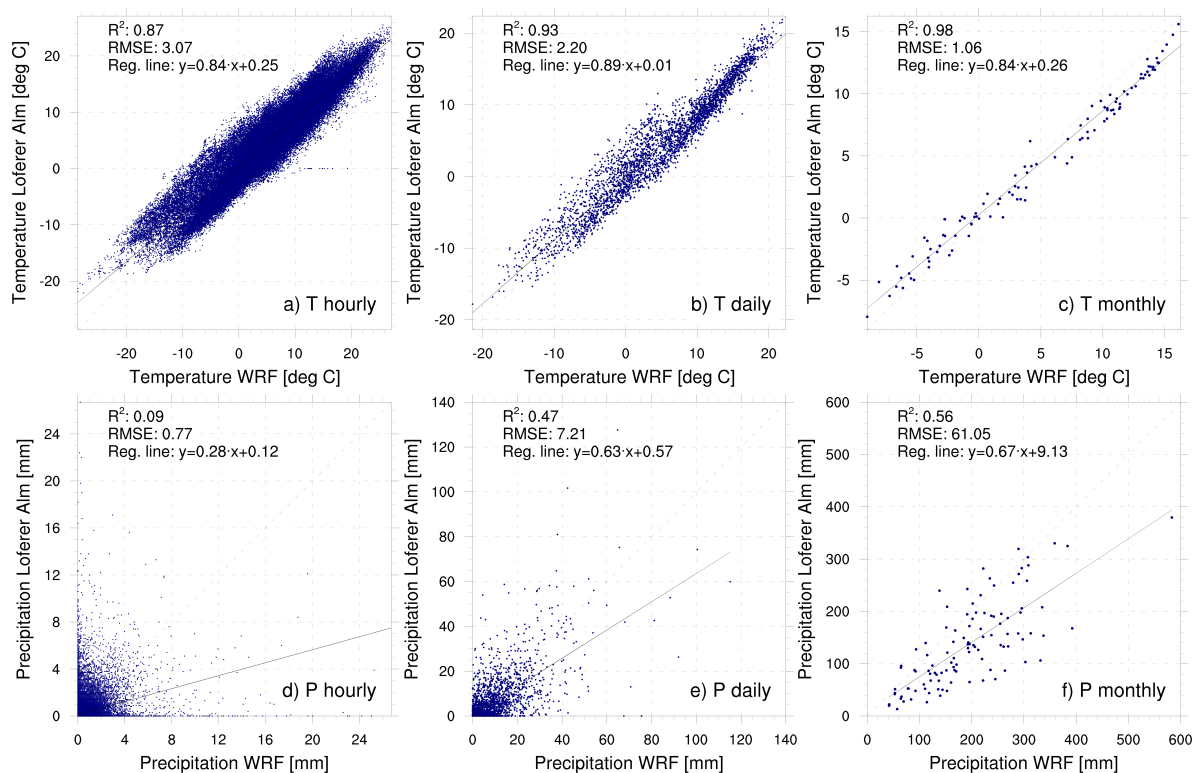 R²: 0.87
RMSE: 3.07
Reg. line: y=0.84·x+0.25
Temperature Loferer Alm [deg C]
20
10
0
-10
-20
a) T hourly
-20 -10 0 10 20
Temperature WRF [deg C]
R²: 0.93
RMSE: 2.20
Reg. line: y=0.89·x+0.01
Temperature Loferer Alm [deg C]
20
10
0
-10
-20
b) T daily
-20 -10 0 10 20
Temperature WRF [deg C]
R²: 0.98
RMSE: 1.06
Reg. line: y=0.84·x+0.26
Temperature Loferer Alm [deg C]
15
10
5
0
-5
c) T monthly
-5 0 5 10 15
Temperature WRF [deg C]
R²: 0.09
RMSE: 0.77
Reg. line: y=0.28·x+0.12
Precipitation Loferer Alm [mm]
24
20
16
12
8
4
0
d) P hourly
0 4 8 12 16 20 24
Precipitation WRF [mm]
R²: 0.47
RMSE: 7.21
Reg. line: y=0.63·x+0.57
Precipitation Loferer Alm [mm]
140
120
100
80
60
40
20
0
e) P daily
0 20 40 60 80 100 120 140
Precipitation WRF [mm]
R²: 0.56
RMSE: 61.05
Reg. line: y=0.67·x+9.13
Precipitation Loferer Alm [mm]
600
500
400
300
200
100
0
f) P monthly
0 100 200 300 400 500 600
Precipitation WRF [mm]